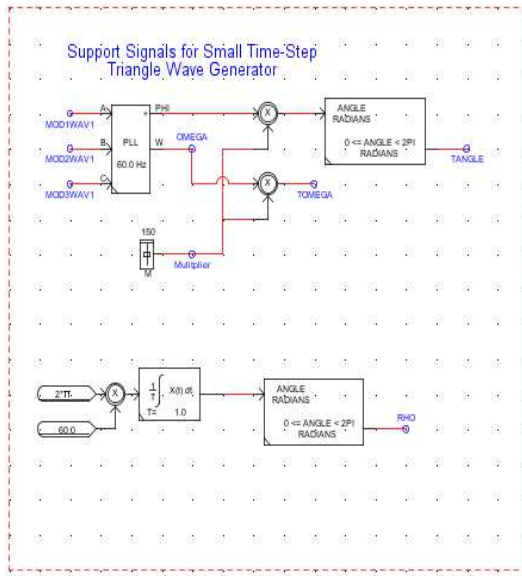 Support Signals for Small Time-Step
Triangle Wave Generator
A
PHI
MOD1WAV1
B
PLL
W
OMEGA
MOD2WAV1
60.0 Hz
C
MOD3WAV1
X
ANGLE
RADIANS
0 <= ANGLE < 2PI
RADIANS
TANGLE
X
TOMEGA
150
M
Mulitplier
2*Π
X
60.0
1
T
X(t) dt
T= 1.0
ANGLE
RADIANS
0 <= ANGLE < 2PI
RADIANS
RHO